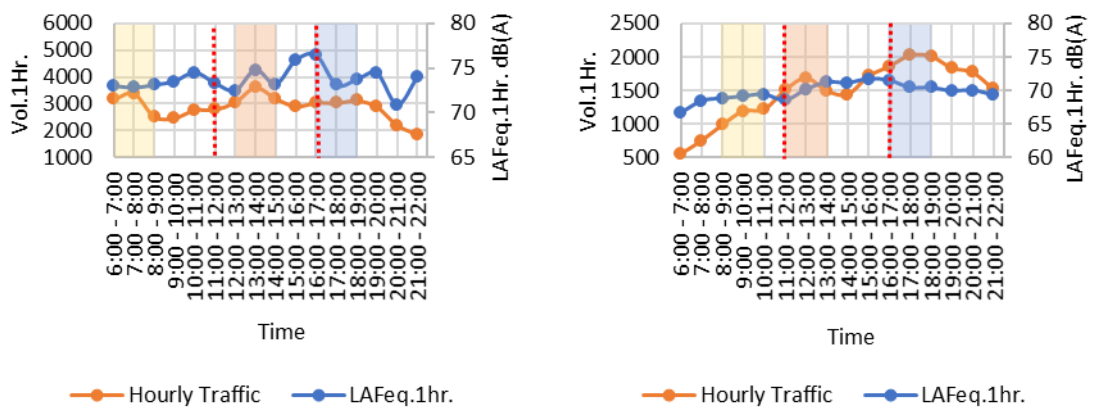 6000
5000
4000
3000
2000
1000
Vol.1Hr.
80
75
70
65
LAFeq.1Hr. dB(A)
6:00 - 7:00
7:00 - 8:00
8:00 - 9:00
9:00 - 10:00
10:00 - 11:00
11:00 - 12:00
12:00 - 13:00
13:00 - 14:00
14:00 - 15:00
15:00 - 16:00
16:00 - 17:00
17:00 - 18:00
18:00 - 19:00
19:00 - 20:00
20:00 - 21:00
21:00 - 22:00
Time
Hourly Traffic LAFeq.1hr.
2500
2000
1500
1000
500
Vol.1Hr.
80
75
70
65
60
LAFeq.1Hr. dB(A)
6:00 - 7:00
7:00 - 8:00
8:00 - 9:00
9:00 - 10:00
10:00 - 11:00
11:00 - 12:00
12:00 - 13:00
13:00 - 14:00
14:00 - 15:00
15:00 - 16:00
16:00 - 17:00
17:00 - 18:00
18:00 - 19:00
19:00 - 20:00
20:00 - 21:00
21:00 - 22:00
Time
Hourly Traffic LAFeq.1hr.